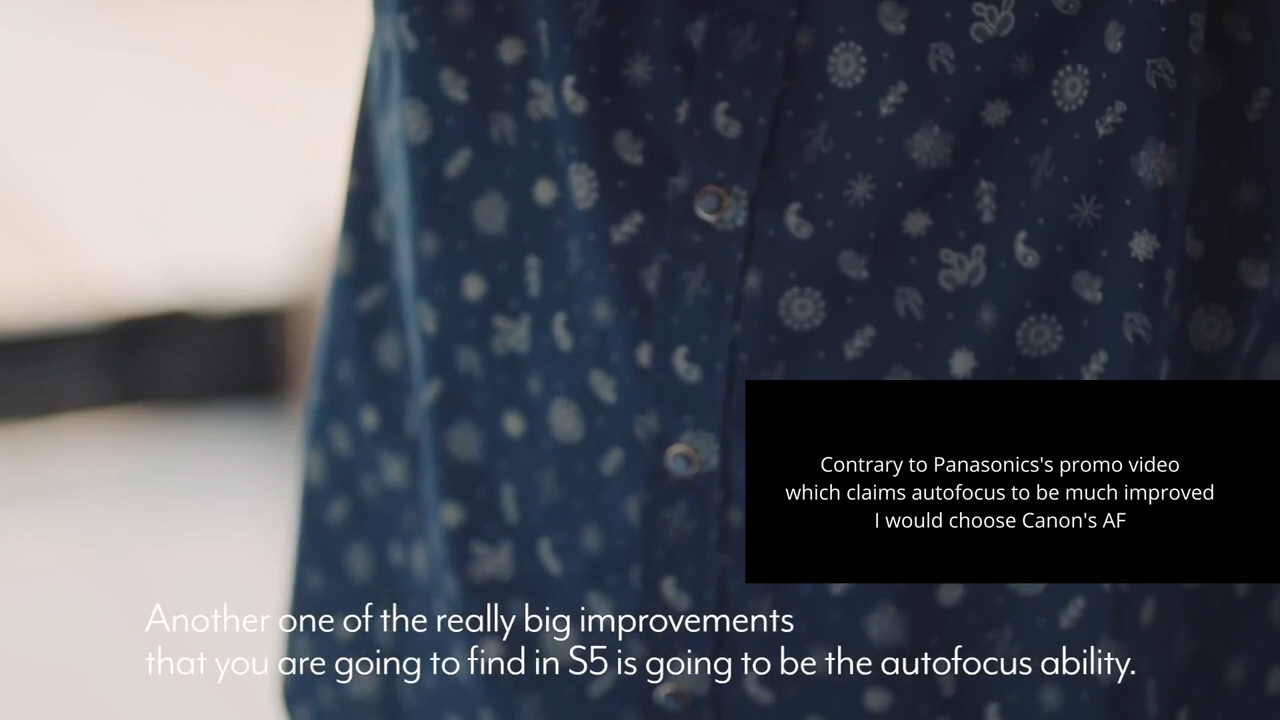 Contrary to Panasonics's promo video
which claims autofocus to be much improved
I would choose Canon's AF
Another one of the really big improvements
that you are going to find in S5 is going to be the autofocus ability.